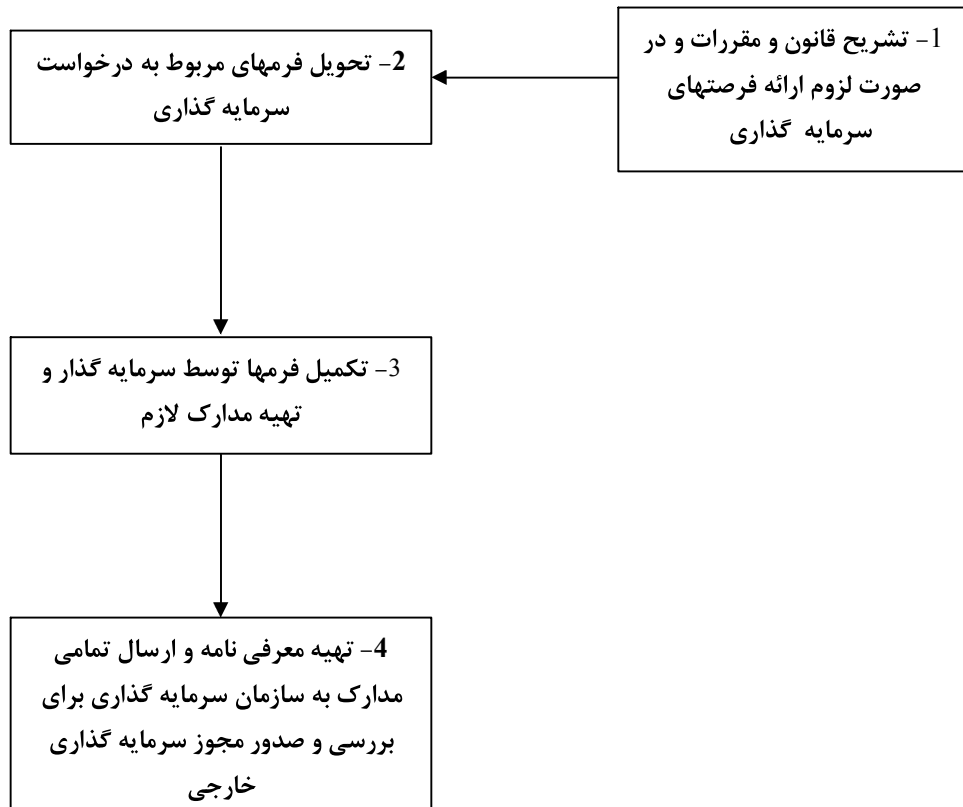 1- تشریح قانون و مقررات و در
صورت لزوم ارائه فرصتهای
سرمایه گذاری
2- تحویل فرمهای مربوط به درخواست
سرمایه گذاری
3- تکمیل فرمها توسط سرمایه گذار و
تهیه مدارک لازم
4- تهیه معرفی نامه و ارسال تمامی
مدارک به سازمان سرمایه گذاری برای
بررسی و صدور مجوز سرمایه گذاری
خارجی